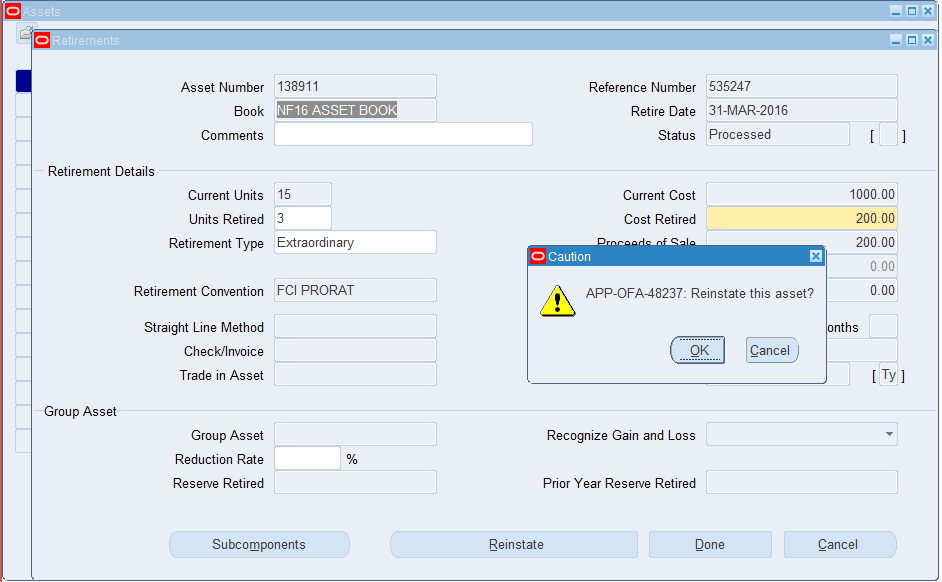 Assets
Retirements
Asset Number 138911 Reference Number 535247
Book NF16 ASSET BOOK Retire Date 31-MAR-2016
Comments Status Processed [ ]
Retirement Details
Current Units 15 Current Cost 1000.00
Units Retired 3 Cost Retired 200.00
Retirement Type Extraordinary Proceeds of Sale 200.00
Caution
0.00
Retirement Convention FCI PRORAT 0.00
APP-OFA-48237: Reinstate this asset?
Straight Line Method onths
Check/Invoice
OK Cancel
Trade in Asset [ Ty ]
Group Asset
Group Asset Recognize Gain and Loss
Reduction Rate %
Reserve Retired Prior Year Reserve Retired
Subcomponents Reinstate Done Cancel